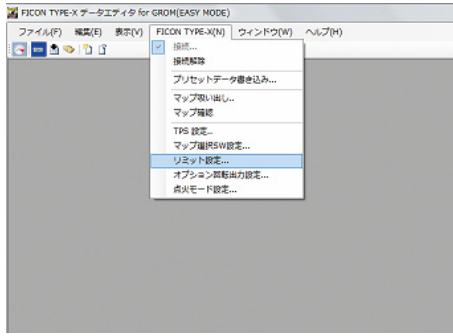 FICON TYPE-X データエディタ for GROM(EASY MODE)
ファイル(F) 編集(E) 表示(V) FICON TYPE-X(N) ウィンドウ(W) ヘルプ(H)
接続...
接続解除
プリセットデータ書き込み...
マップ吸い出し...
マップ確認
TPS 設定...
マップ選択SW設定...
リミット設定...
オプション回転出力設定...
点火モード設定...